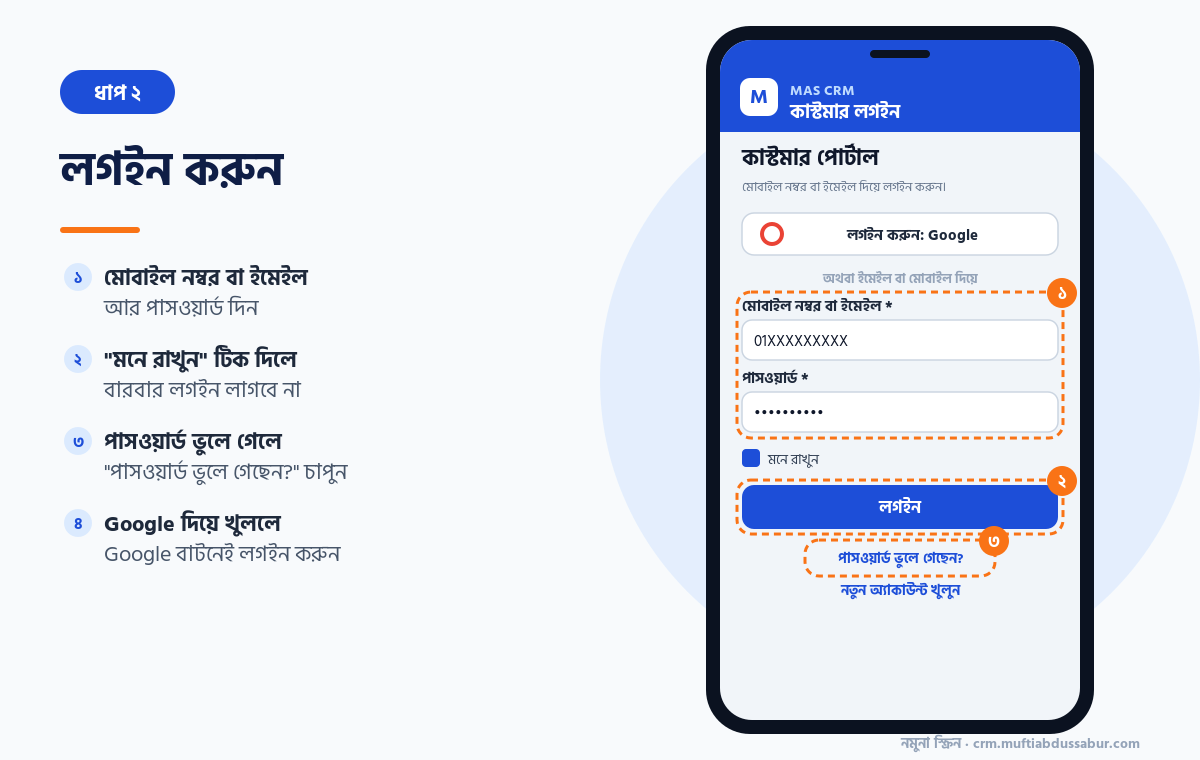 ধাপ ২
লগইন করুন
১
মোবাইল নম্বর বা ইমেইল
আর পাসওয়ার্ড দিন
২
"মনে রাখুন" টিক দিলে
বারবার লগইন লাগবে না
৩
পাসওয়ার্ড ভুলে গেলে
"পাসওয়ার্ড ভুলে গেছেন?" চাপুন
৪
Google দিয়ে খুললে
Google বাটনেই লগইন করুন
M
MAS CRM
কাস্টমার লগইন
কাস্টমার পোর্টাল
মোবাইল নম্বর বা ইমেইল দিয়ে লগইন করুন।
লগইন করুন: Google
অথবা ইমেইল বা মোবাইল দিয়ে
১
মোবাইল নম্বর বা ইমেইল *
01XXXXXXXXX
পাসওয়ার্ড *
••••••••••
মনে রাখুন
২
লগইন
৩
পাসওয়ার্ড ভুলে গেছেন?
নতুন অ্যাকাউন্ট খুলুন
নমুনা স্ক্রিন · crm.muftiabdussabur.com